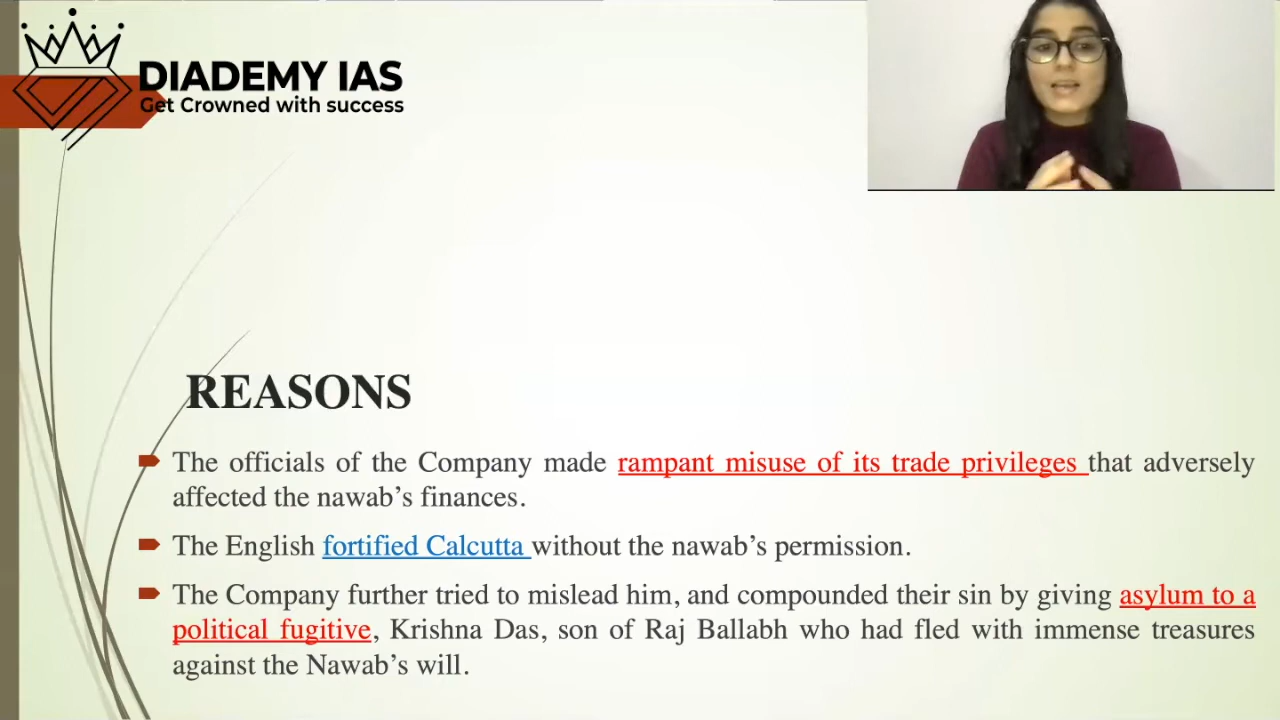 DIADEMY IAS
Get Crowned with success
REASONS
The officials of the Company made rampant misuse of its trade privileges that adversely
affected the nawab's finances.
The English fortified Calcutta without the nawab's permission.
The Company further tried to mislead him, and compounded their sin by giving asylum to a
political fugitive, Krishna Das, son of Raj Ballabh who had fled with immense treasures
against the Nawab's will.